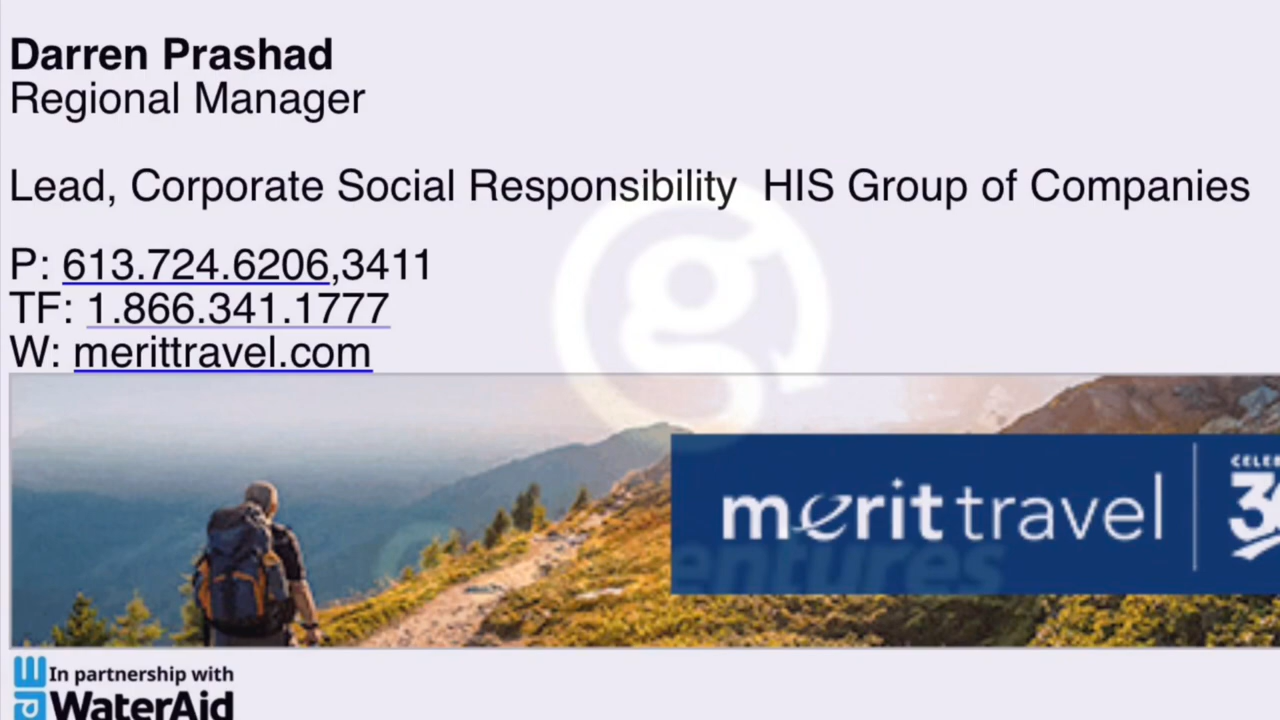 Darren Prashad
Regional Manager
Lead, Corporate Social Responsibility  HIS Group of Companies
P: 613.724.6206,3411
TF: 1.866.341.1777
W: merittravel.com
g
merit travel
entures
In partnership with
WaterAid